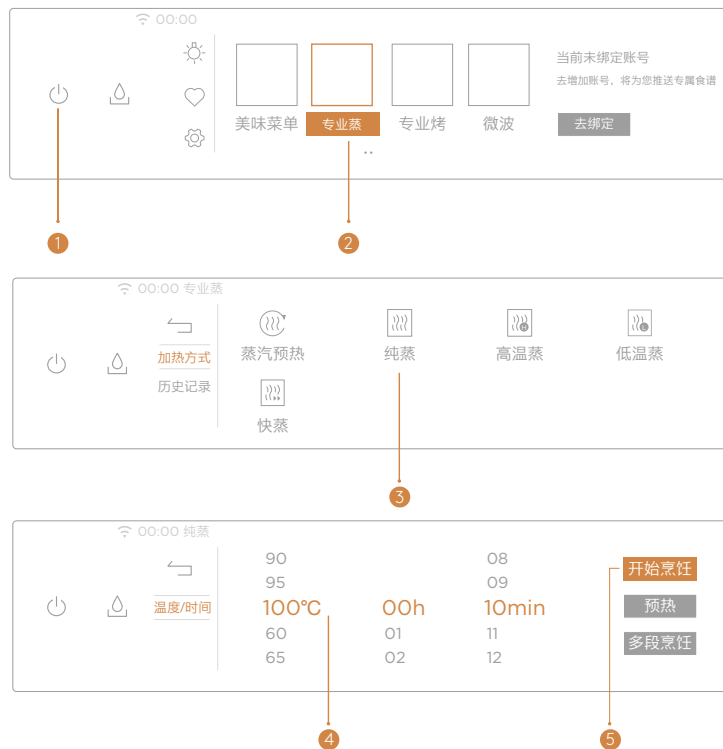 00:00
当前未绑定账号
去增加账号，将为您推送专属食谱
美味菜单 专业蒸 专业烤 微波 去绑定
1 2
00:00 专业蒸
加热方式
历史记录
蒸汽预热 纯蒸 高温蒸 低温蒸
快蒸
3
00:00 纯蒸
温度/时间
90 08
95 09
100℃ 00h 10min
60 01 11
65 02 12
开始烹饪
预热
多段烹饪
4 5